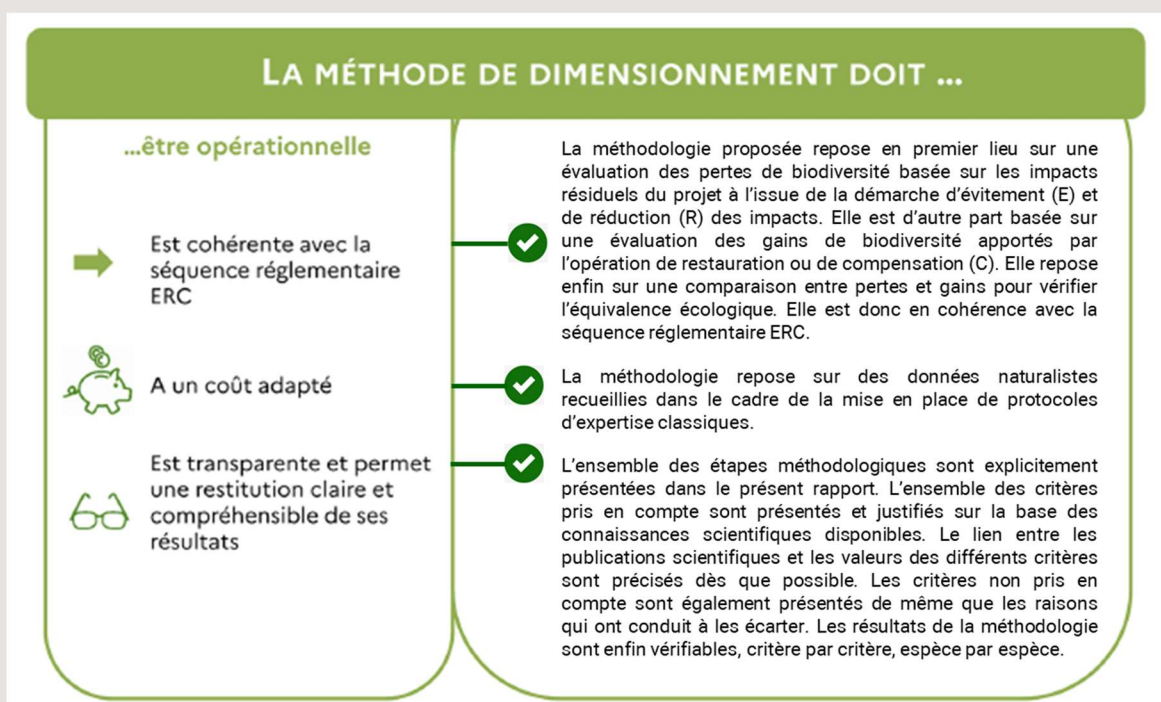 LA MÉTHODE DE DIMENSIONNEMENT DOIT ...
...être opérationnelle
Est cohérente avec la
séquence réglementaire
ERC
La méthodologie proposée repose en premier lieu sur une
évaluation des pertes de biodiversité basée sur les impacts
résiduels du projet à l'issue de la démarche d'évitement (E) et
de réduction (R) des impacts. Elle est d'autre part basée sur
une évaluation des gains de biodiversité apportés par
l'opération de restauration ou de compensation (C). Elle repose
enfin sur une comparaison entre pertes et gains pour vérifier
l'équivalence écologique. Elle est donc en cohérence avec la
séquence réglementaire ERC.
A un coût adapté
La méthodologie repose sur des données naturalistes
recueillies dans le cadre de la mise en place de protocoles
d'expertise classiques.
Est transparente et permet
une restitution claire et
compréhensible de ses
résultats
L'ensemble des étapes méthodologiques sont explicitement
présentées dans le présent rapport. L'ensemble des critères
pris en compte sont présentés et justifiés sur la base des
connaissances scientifiques disponibles. Le lien entre les
publications scientifiques et les valeurs des différents critères
sont précisés dès que possible. Les critères non pris en
compte sont également présentés de même que les raisons
qui ont conduit à les écarter. Les résultats de la méthodologie
sont enfin vérifiables, critère par critère, espèce par espèce.